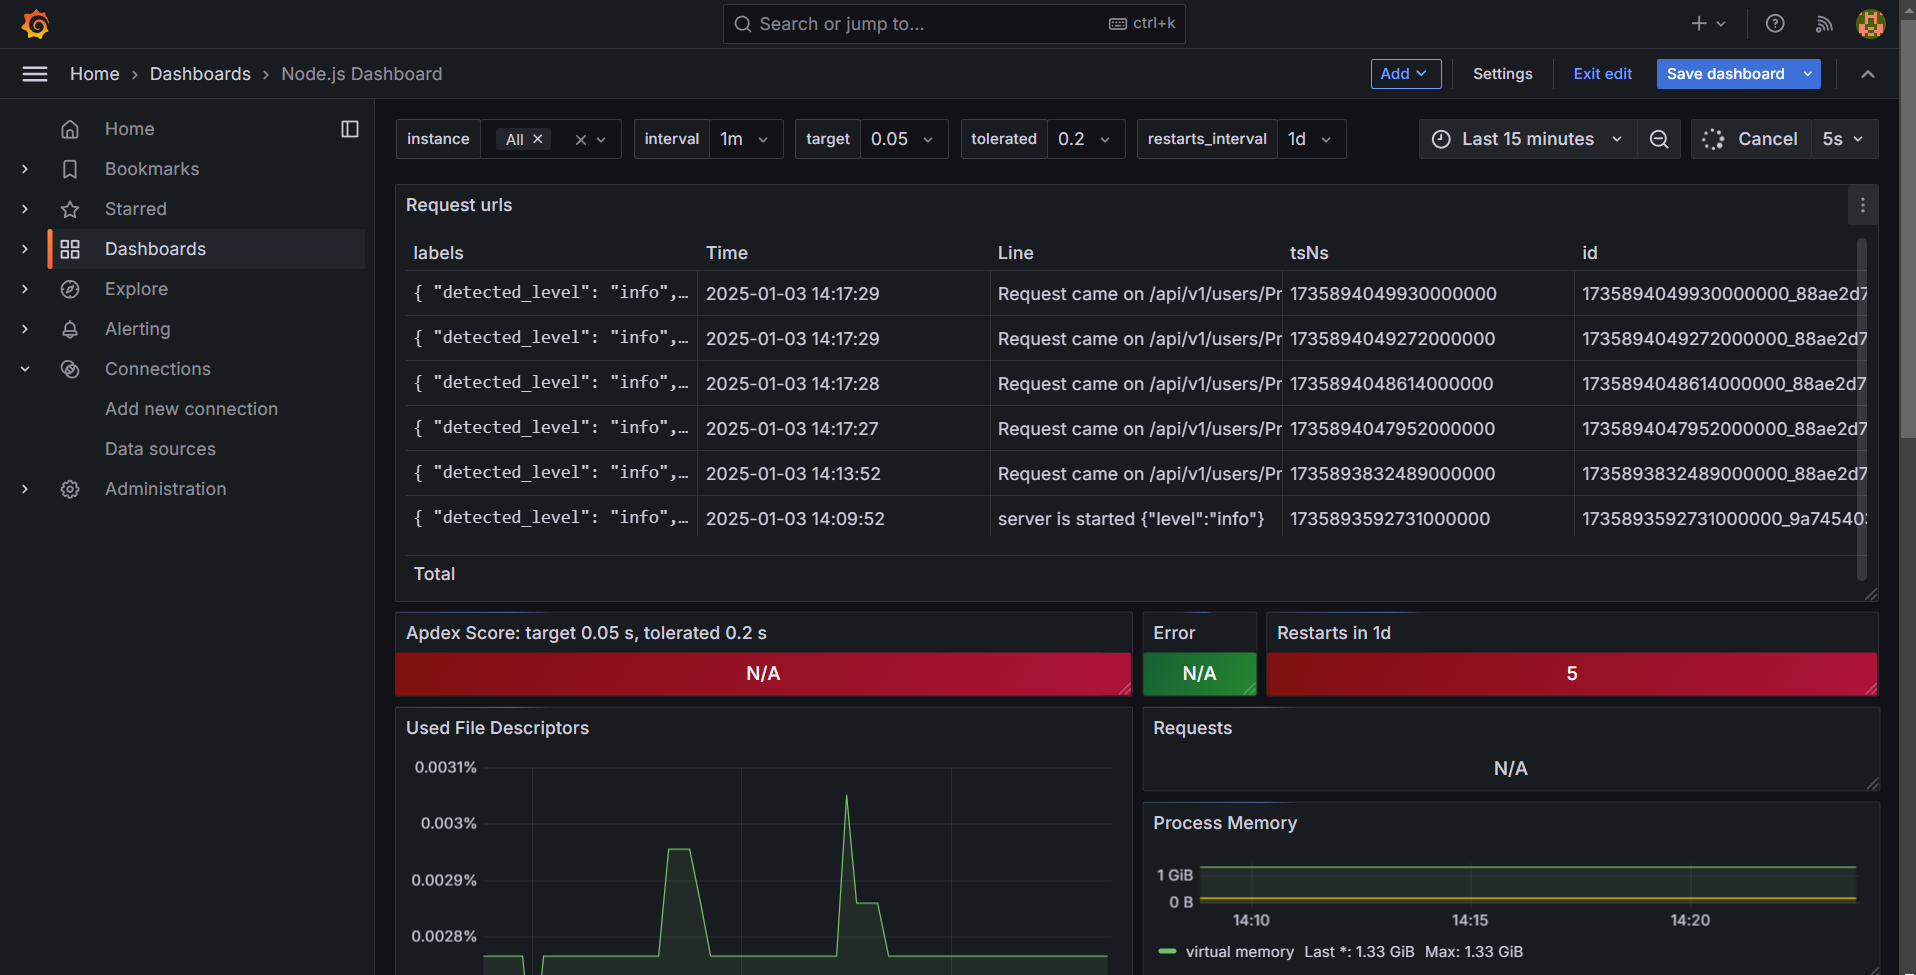 Search or jump to... ctrl+k
Home › Dashboards › Node.js Dashboard
Add Settings Exit edit Save dashboard
Home
Bookmarks
Starred
Dashboards
Explore
Alerting
Connections
Add new connection
Data sources
Administration
instance All interval 1m target 0.05 tolerated 0.2 restarts_interval 1d Last 15 minutes Cancel 5s
Request urls
labels Time Line tsNs id
{ "detected_level": "info",… 2025-01-03 14:17:29 Request came on /api/v1/users/Pr 1735894049930000000 1735894049930000000_88ae2d7
{ "detected_level": "info",… 2025-01-03 14:17:29 Request came on /api/v1/users/Pr 1735894049272000000 1735894049272000000_88ae2d7
{ "detected_level": "info",… 2025-01-03 14:17:28 Request came on /api/v1/users/Pr 1735894048614000000 1735894048614000000_88ae2d7
{ "detected_level": "info",… 2025-01-03 14:17:27 Request came on /api/v1/users/Pr 1735894047952000000 1735894047952000000_88ae2d7
{ "detected_level": "info",… 2025-01-03 14:13:52 Request came on /api/v1/users/Pr 1735893832489000000 1735893832489000000_88ae2d7
{ "detected_level": "info",… 2025-01-03 14:09:52 server is started {"level":"info"} 1735893592731000000 1735893592731000000_9a74540
Total
Apdex Score: target 0.05 s, tolerated 0.2 s
N/A
Error
N/A
Restarts in 1d
5
Used File Descriptors
0.0031%
0.003%
0.0029%
0.0028%
Requests
N/A
Process Memory
1 GiB
0 B
14:10 14:15 14:20
virtual memory Last *: 1.33 GiB Max: 1.33 GiB